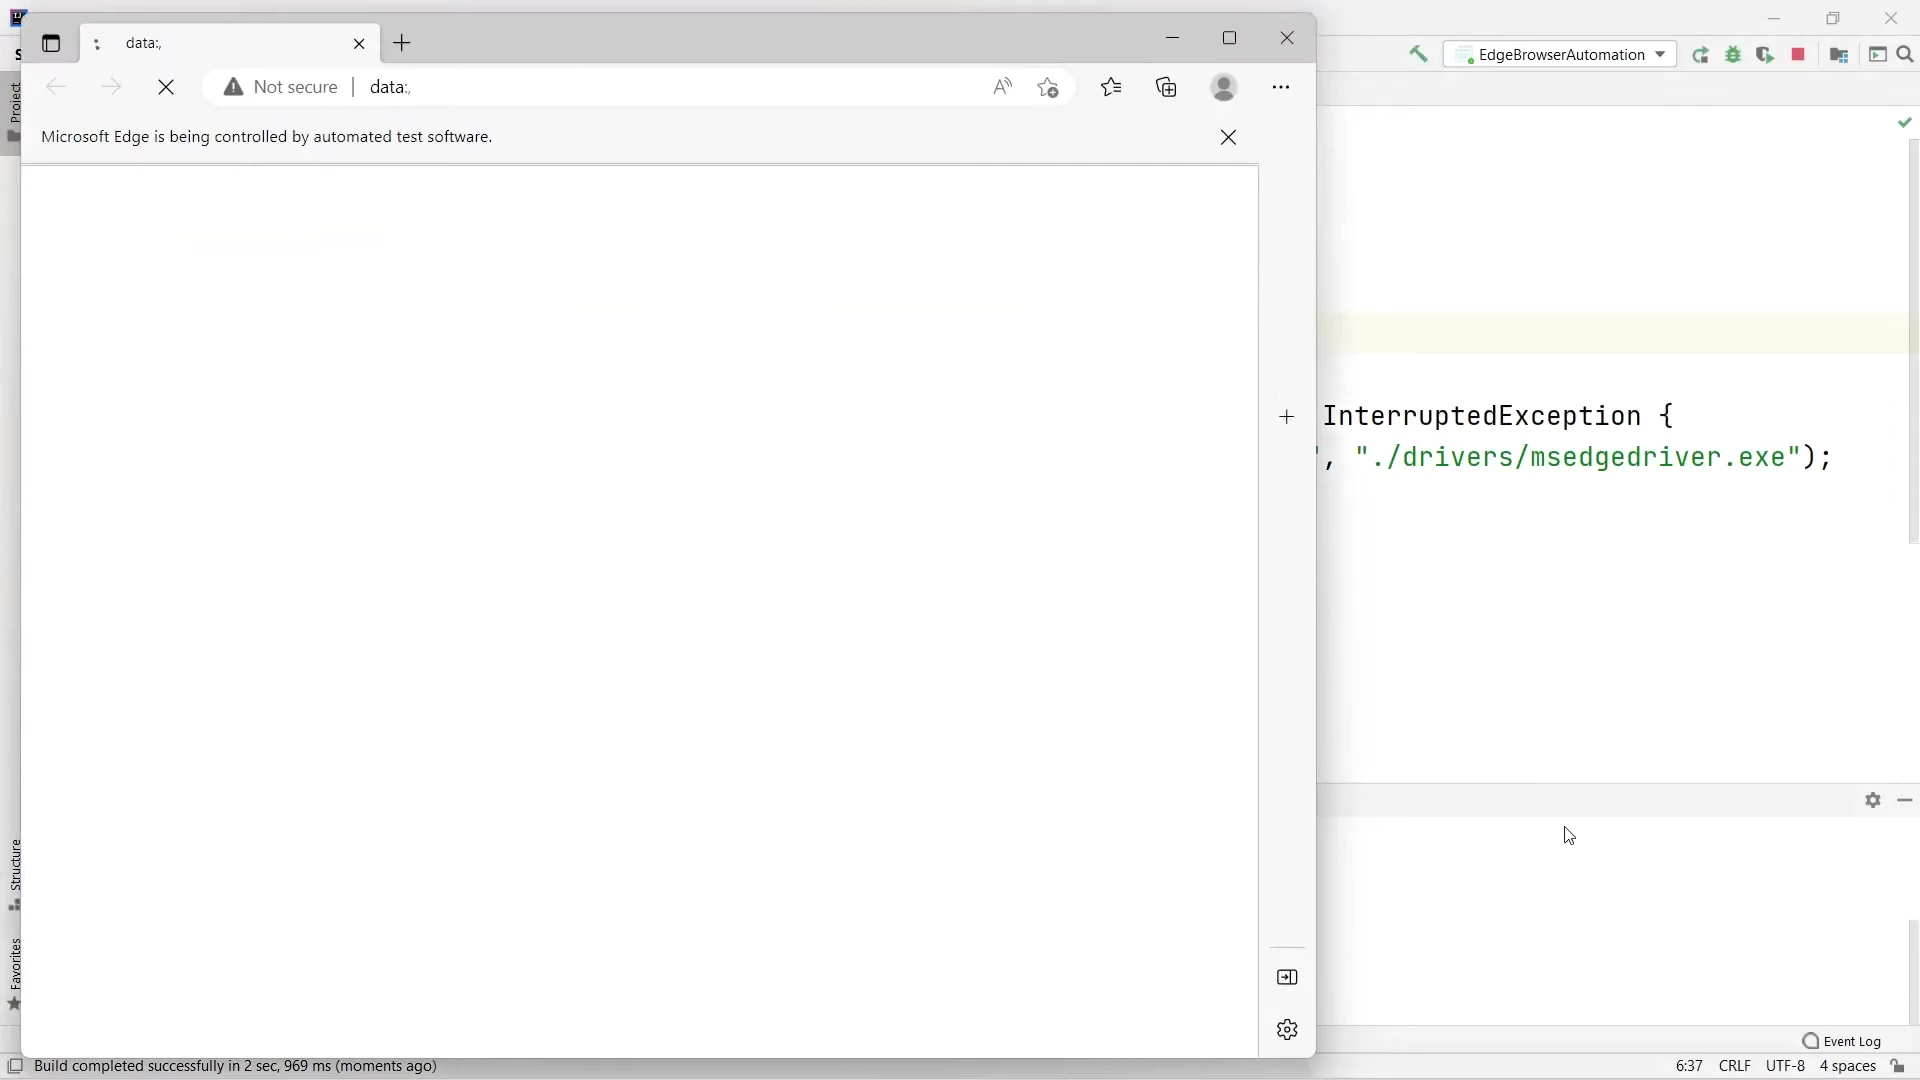 data:,
EdgeBrowserAutomation
Not secure
data:,
Project
Microsoft Edge is being controlled by automated test software.
InterruptedException {
, "./drivers/msedgedriver.exe");
Structure
Favorites
Event Log
Build completed successfully in 2 sec, 969 ms (moments ago)
6:37 CRLF UTF-8 4 spaces